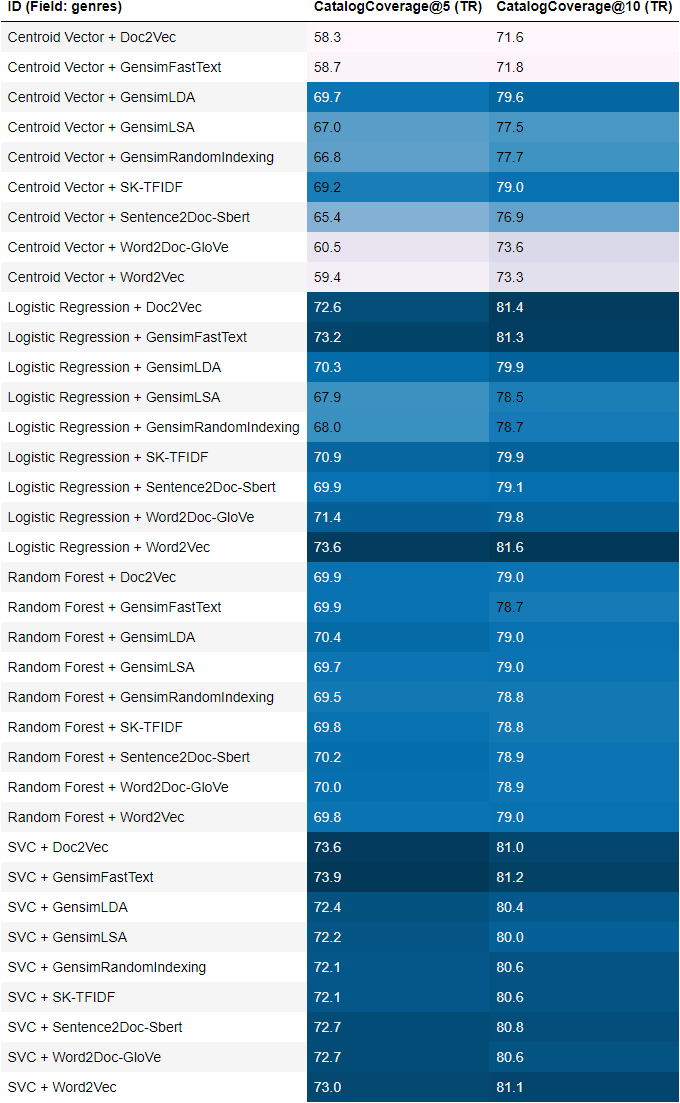 ID (Field: genres) CatalogCoverage@5 (TR) CatalogCoverage@10 (TR)
Centroid Vector + Doc2Vec 58.3 71.6
Centroid Vector + GensimFastText 58.7 71.8
Centroid Vector + GensimLDA 69.7 79.6
Centroid Vector + GensimLSA 67.0 77.5
Centroid Vector + GensimRandomIndexing 66.8 77.7
Centroid Vector + SK-TFIDF 69.2 79.0
Centroid Vector + Sentence2Doc-Sbert 65.4 76.9
Centroid Vector + Word2Doc-GloVe 60.5 73.6
Centroid Vector + Word2Vec 59.4 73.3
Logistic Regression + Doc2Vec 72.6 81.4
Logistic Regression + GensimFastText 73.2 81.3
Logistic Regression + GensimLDA 70.3 79.9
Logistic Regression + GensimLSA 67.9 78.5
Logistic Regression + GensimRandomIndexing 68.0 78.7
Logistic Regression + SK-TFIDF 70.9 79.9
Logistic Regression + Sentence2Doc-Sbert 69.9 79.1
Logistic Regression + Word2Doc-GloVe 71.4 79.8
Logistic Regression + Word2Vec 73.6 81.6
Random Forest + Doc2Vec 69.9 79.0
Random Forest + GensimFastText 69.9 78.7
Random Forest + GensimLDA 70.4 79.0
Random Forest + GensimLSA 69.7 79.0
Random Forest + GensimRandomIndexing 69.5 78.8
Random Forest + SK-TFIDF 69.8 78.8
Random Forest + Sentence2Doc-Sbert 70.2 78.9
Random Forest + Word2Doc-GloVe 70.0 78.9
Random Forest + Word2Vec 69.8 79.0
SVC + Doc2Vec 73.6 81.0
SVC + GensimFastText 73.9 81.2
SVC + GensimLDA 72.4 80.4
SVC + GensimLSA 72.2 80.0
SVC + GensimRandomIndexing 72.1 80.6
SVC + SK-TFIDF 72.1 80.6
SVC + Sentence2Doc-Sbert 72.7 80.8
SVC + Word2Doc-GloVe 72.7 80.6
SVC + Word2Vec 73.0 81.1